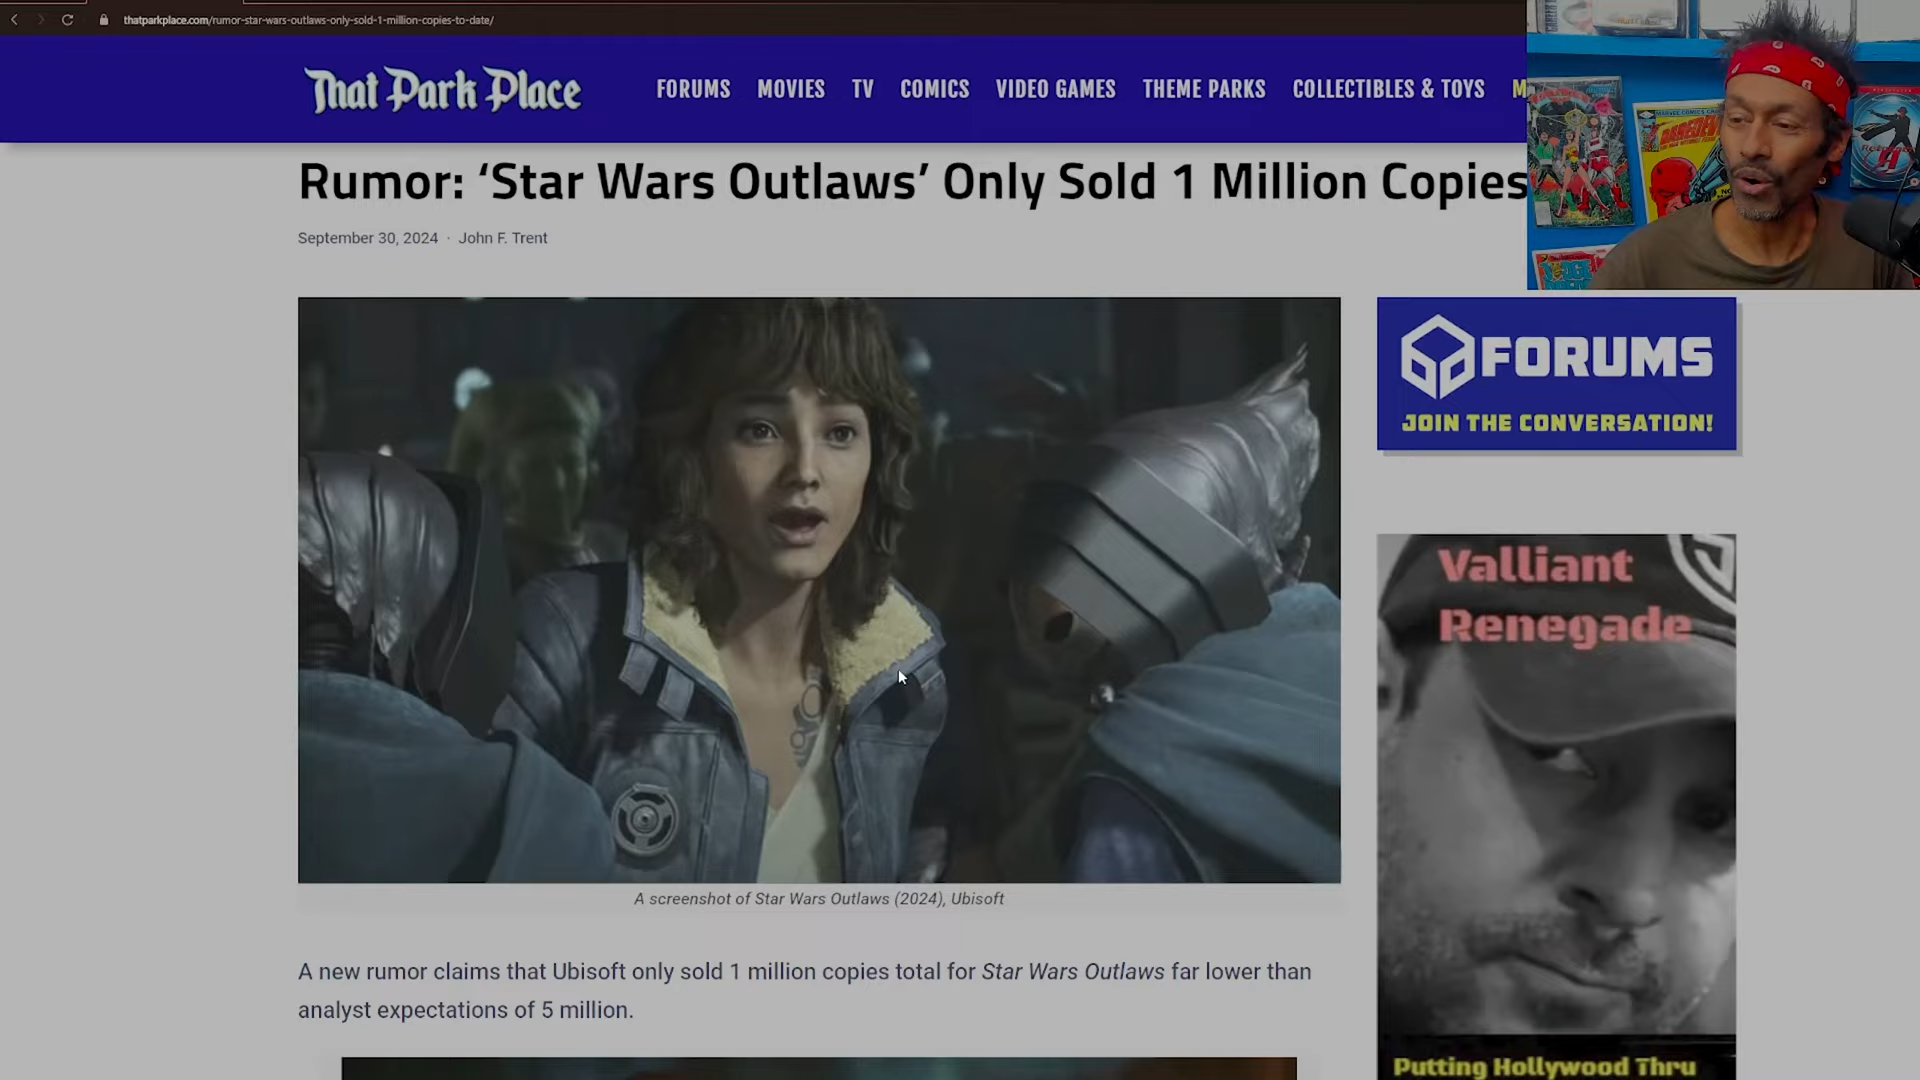 thatparkplace.com/rumor-star-wars-outlaws-only-sold-1-million-copies-to-date/
That Park Place
FORUMS MOVIES TV COMICS VIDEO GAMES THEME PARKS COLLECTIBLES & TOYS M
Rumor: ‘Star Wars Outlaws’ Only Sold 1 Million Copies
September 30, 2024 · John F. Trent
FORUMS
JOIN THE CONVERSATION!
Valliant
Renegade
A screenshot of Star Wars Outlaws (2024), Ubisoft
A new rumor claims that Ubisoft only sold 1 million copies total for Star Wars Outlaws far lower than
analyst expectations of 5 million.
Putting Hollywood Thru